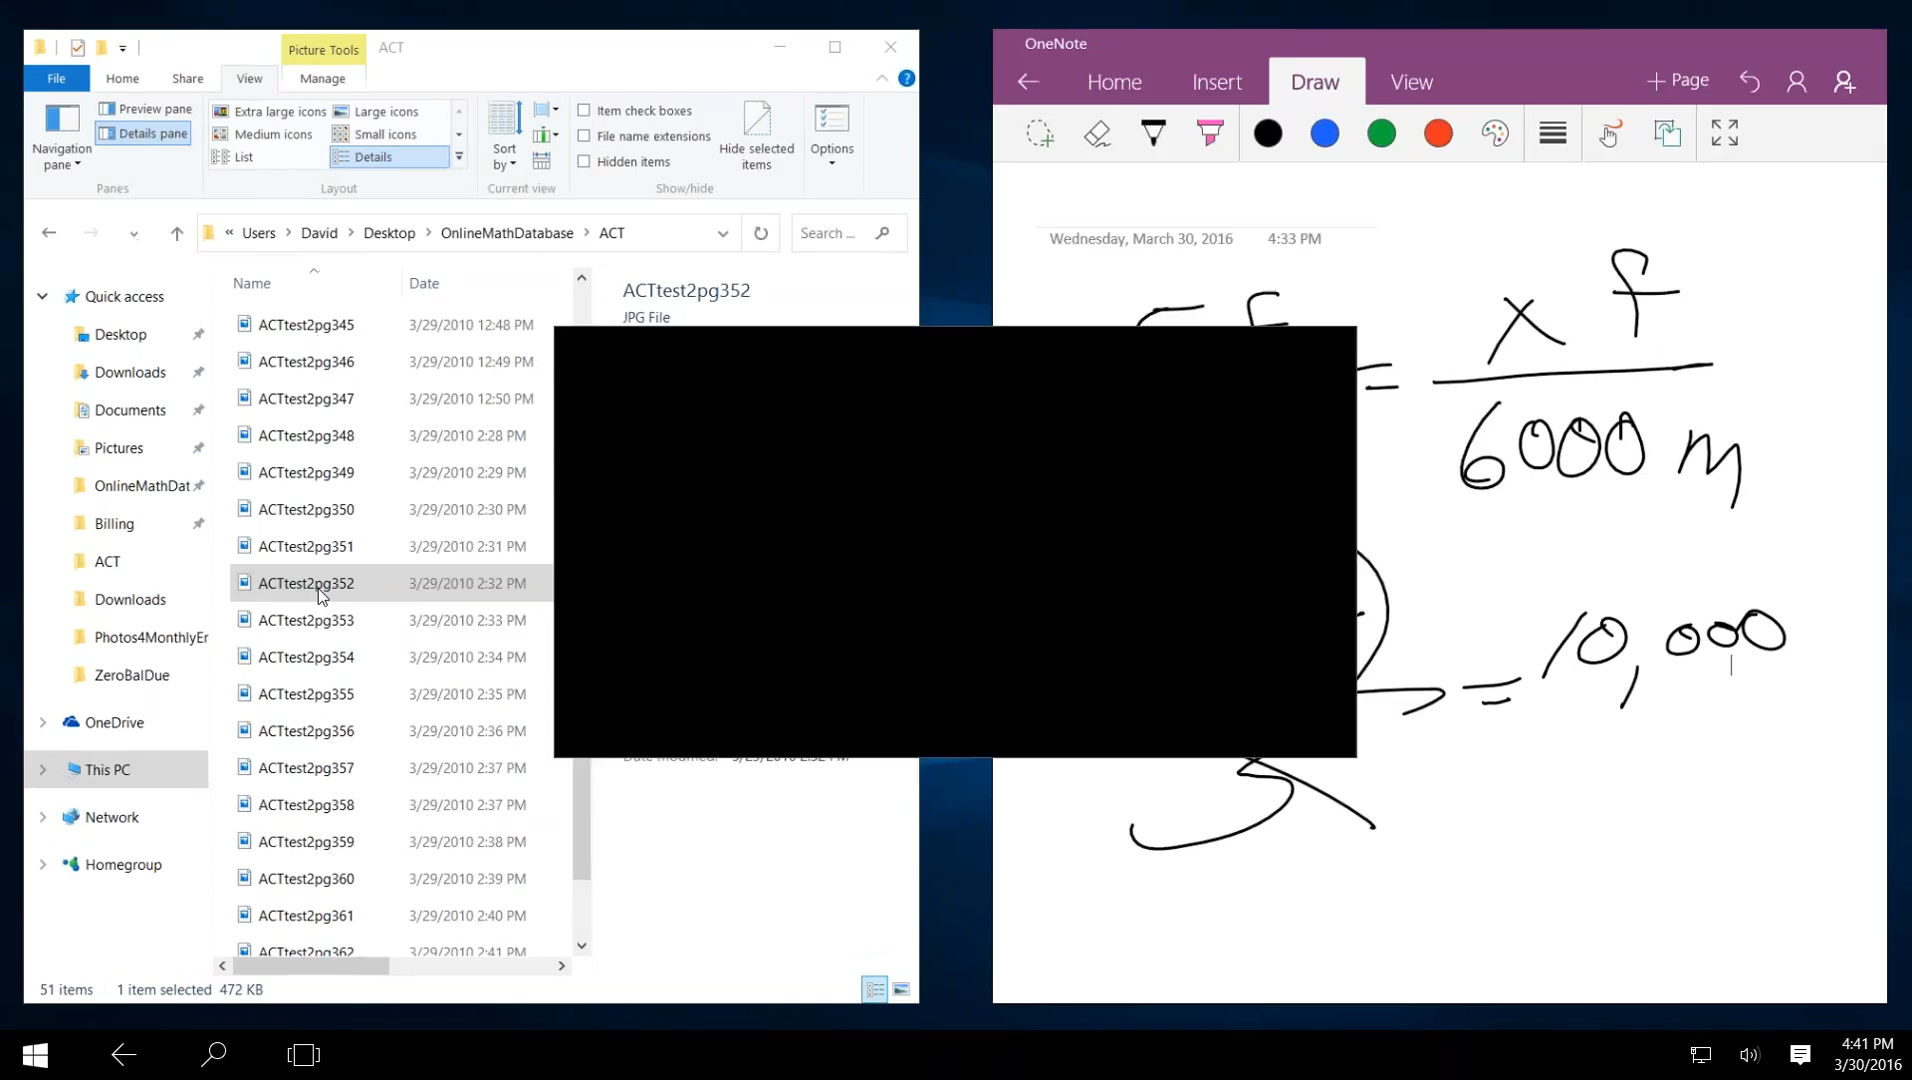 Picture Tools
ACT
File
Home
Share
View
Manage
Navigation pane
Preview pane
Details pane
Panes
Extra large icons
Large icons
Medium icons
Small icons
List
Details
Layout
Sort by
Current view
Item check boxes
File name extensions
Hidden items
Hide selected items
Show/hide
Options
« Users > David > Desktop > OnlineMathDatabase > ACT
Search ...
Quick access
Desktop
Downloads
Documents
Pictures
OnlineMathDat
Billing
ACT
Downloads
Photos4MonthlyEr
ZeroBalDue
OneDrive
This PC
Network
Homegroup
Name
Date
ACTtest2pg345 3/29/2010 12:48 PM
ACTtest2pg346 3/29/2010 12:49 PM
ACTtest2pg347 3/29/2010 12:50 PM
ACTtest2pg348 3/29/2010 2:28 PM
ACTtest2pg349 3/29/2010 2:29 PM
ACTtest2pg350 3/29/2010 2:30 PM
ACTtest2pg351 3/29/2010 2:31 PM
ACTtest2pg352 3/29/2010 2:32 PM
ACTtest2pg353 3/29/2010 2:33 PM
ACTtest2pg354 3/29/2010 2:34 PM
ACTtest2pg355 3/29/2010 2:35 PM
ACTtest2pg356 3/29/2010 2:36 PM
ACTtest2pg357 3/29/2010 2:37 PM
ACTtest2pg358 3/29/2010 2:37 PM
ACTtest2pg359 3/29/2010 2:38 PM
ACTtest2pg360 3/29/2010 2:39 PM
ACTtest2pg361 3/29/2010 2:40 PM
ACTtest2pg362 3/29/2010 2:41 PM
ACTtest2pg352
JPG File
51 items
1 item selected 472 KB
OneNote
Home
Insert
Draw
View
+ Page
Wednesday, March 30, 2016
4:33 PM
= x f
6000 m
= 10,000
4:41 PM
3/30/2016